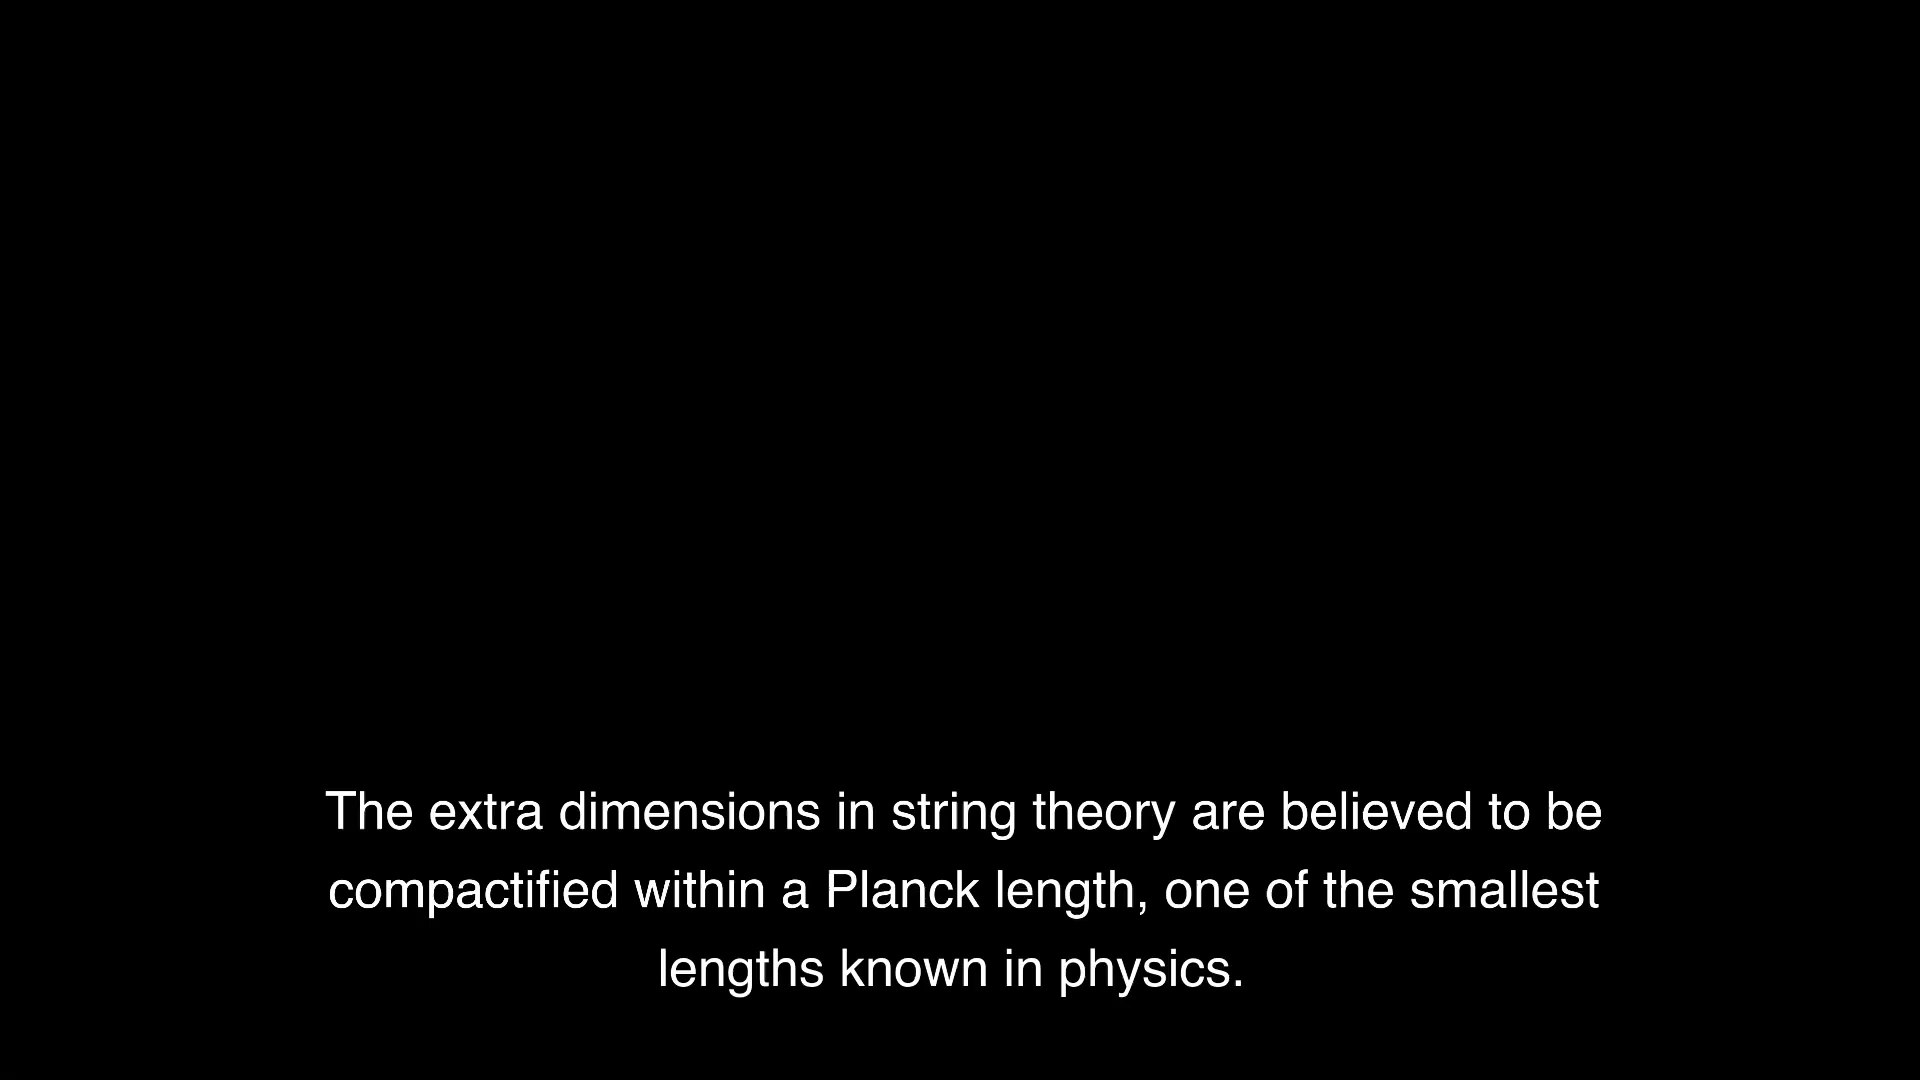 The extra dimensions in string theory are believed to be
compactified within a Planck length, one of the smallest
lengths known in physics.